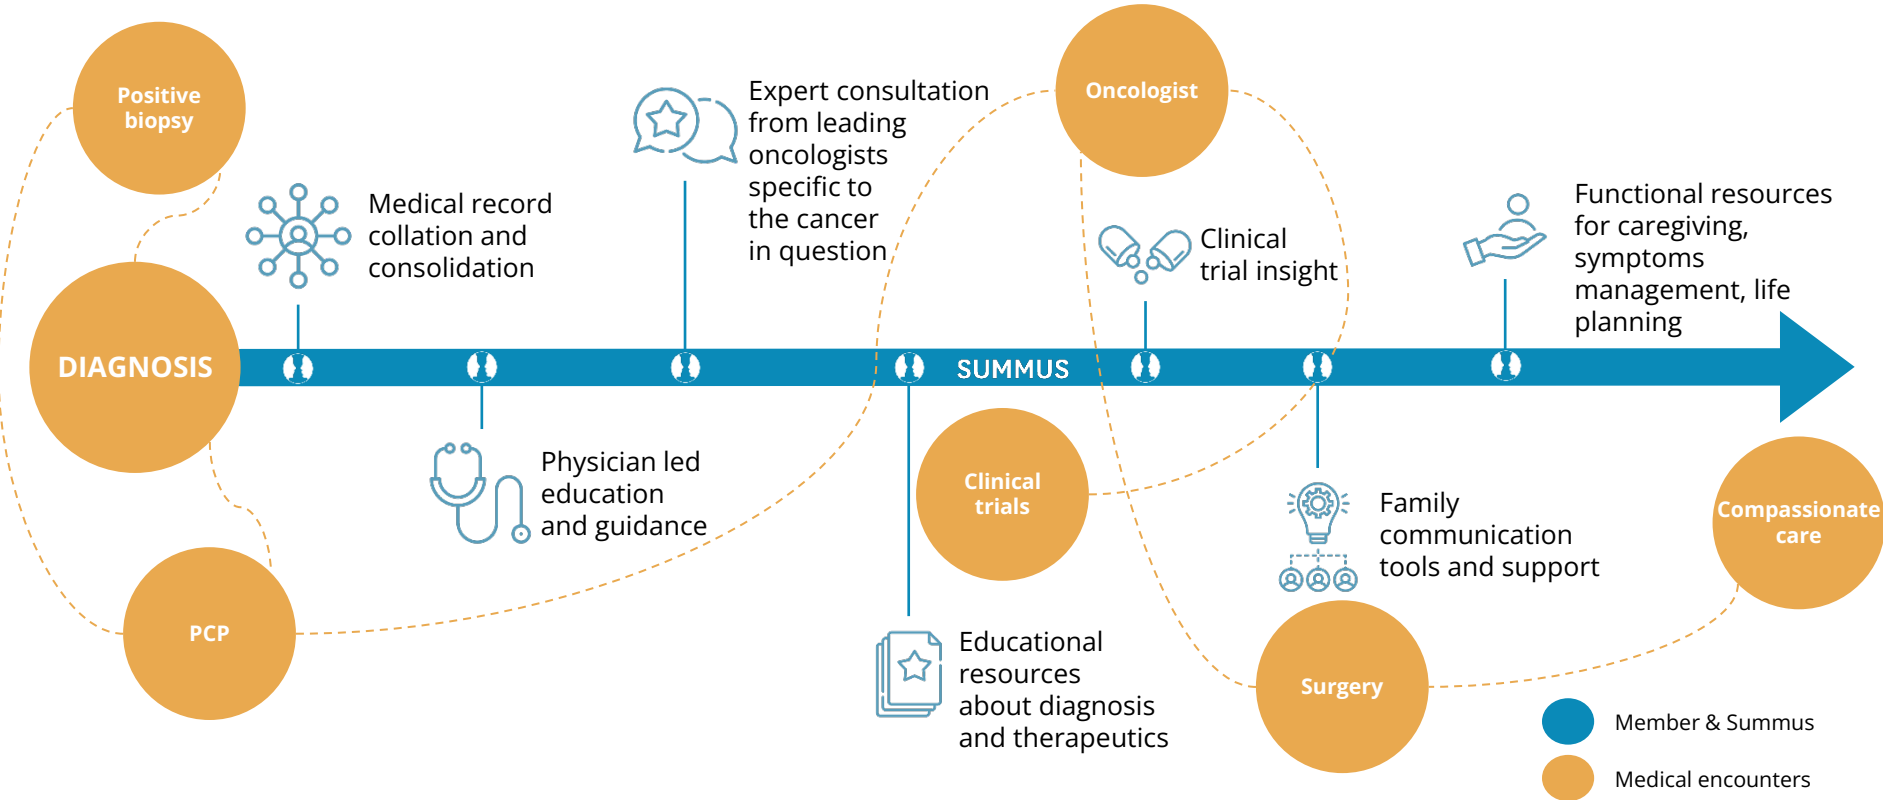 Positive
biopsy
DIAGNOSIS
PCP
Medical record
collation and
consolidation
Physician led
education
and guidance
Expert consultation
from leading
oncologists
specific to
the cancer
in question
Oncologist
SUMMUS
Clinical
trials
Educational
resources
about diagnosis
and therapeutics
Clinical
trial insight
Family
communication
tools and support
Surgery
Functional resources
for caregiving,
symptoms
management, life
planning
Compassionate
care
Member & Summus
Medical encounters